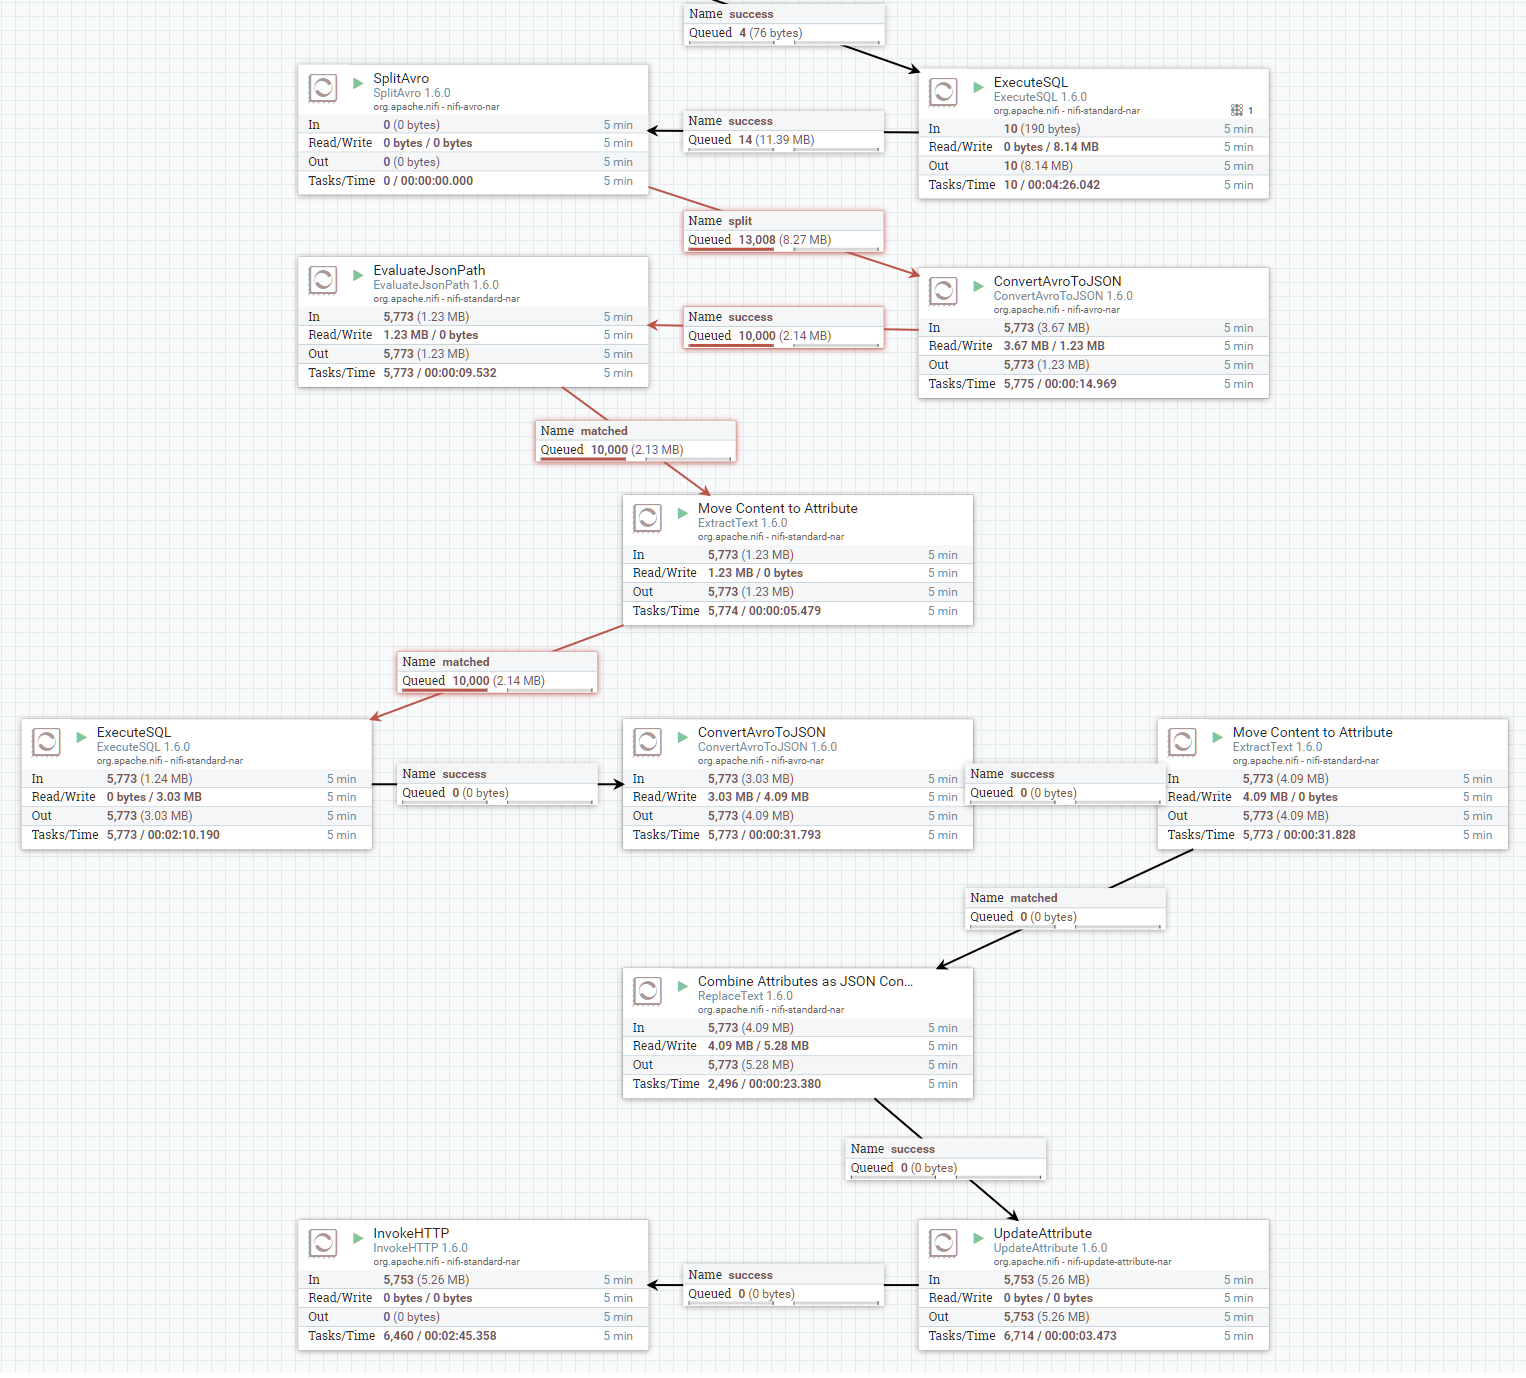 Name success
Queued 4 (76 bytes)
SplitAvro
SplitAvro 1.6.0
org.apache.nifi - nifi-avro-nar
In 0 (0 bytes) 5 min
Read/Write 0 bytes / 0 bytes 5 min
Out 0 (0 bytes) 5 min
Tasks/Time 0 / 00:00:00.000 5 min
Name success
Queued 14 (11.39 MB)
ExecuteSQL
ExecuteSQL 1.6.0
org.apache.nifi - nifi-standard-nar
1
In 10 (190 bytes) 5 min
Read/Write 0 bytes / 8.14 MB 5 min
Out 10 (8.14 MB) 5 min
Tasks/Time 10 / 00:04:26.042 5 min
Name split
Queued 13,008 (8.27 MB)
EvaluateJsonPath
EvaluateJsonPath 1.6.0
org.apache.nifi - nifi-standard-nar
In 5,773 (1.23 MB) 5 min
Read/Write 1.23 MB / 0 bytes 5 min
Out 5,773 (1.23 MB) 5 min
Tasks/Time 5,773 / 00:00:09.532 5 min
Name success
Queued 10,000 (2.14 MB)
ConvertAvroToJSON
ConvertAvroToJSON 1.6.0
org.apache.nifi - nifi-avro-nar
In 5,773 (3.67 MB) 5 min
Read/Write 3.67 MB / 1.23 MB 5 min
Out 5,773 (1.23 MB) 5 min
Tasks/Time 5,775 / 00:00:14.969 5 min
Name matched
Queued 10,000 (2.13 MB)
Move Content to Attribute
ExtractText 1.6.0
org.apache.nifi - nifi-standard-nar
In 5,773 (1.23 MB) 5 min
Read/Write 1.23 MB / 0 bytes 5 min
Out 5,773 (1.23 MB) 5 min
Tasks/Time 5,774 / 00:00:05.479 5 min
Name matched
Queued 10,000 (2.14 MB)
ExecuteSQL
ExecuteSQL 1.6.0
org.apache.nifi - nifi-standard-nar
In 5,773 (1.24 MB) 5 min
Read/Write 0 bytes / 3.03 MB 5 min
Out 5,773 (3.03 MB) 5 min
Tasks/Time 5,773 / 00:02:10.190 5 min
Name success
Queued 0 (0 bytes)
ConvertAvroToJSON
ConvertAvroToJSON 1.6.0
org.apache.nifi - nifi-avro-nar
In 5,773 (3.03 MB) 5 min
Read/Write 3.03 MB / 4.09 MB
Out 5,773 (4.09 MB) 5 min
Tasks/Time 5,773 / 00:00:31.793 5 min
Name success
Queued 0 (0 bytes)
Move Content to Attribute
ExtractText 1.6.0
org.apache.nifi - nifi-standard-nar
In 5,773 (4.09 MB) 5 min
Read/Write 4.09 MB / 0 bytes 5 min
Out 5,773 (4.09 MB) 5 min
Tasks/Time 5,773 / 00:00:31.828 5 min
Name matched
Queued 0 (0 bytes)
Combine Attributes as JSON Con...
ReplaceText 1.6.0
org.apache.nifi - nifi-standard-nar
In 5,773 (4.09 MB) 5 min
Read/Write 4.09 MB / 5.28 MB 5 min
Out 5,773 (5.28 MB) 5 min
Tasks/Time 2,496 / 00:00:23.380 5 min
Name success
Queued 0 (0 bytes)
InvokeHTTP
InvokeHTTP 1.6.0
org.apache.nifi - nifi-standard-nar
In 5,753 (5.26 MB) 5 min
Read/Write 0 bytes / 0 bytes 5 min
Out 0 (0 bytes) 5 min
Tasks/Time 6,460 / 00:02:45.358 5 min
Name success
Queued 0 (0 bytes)
UpdateAttribute
UpdateAttribute 1.6.0
org.apache.nifi - nifi-update-attribute-nar
In 5,753 (5.26 MB) 5 min
Read/Write 0 bytes / 0 bytes 5 min
Out 5,753 (5.26 MB) 5 min
Tasks/Time 6,714 / 00:00:03.473 5 min